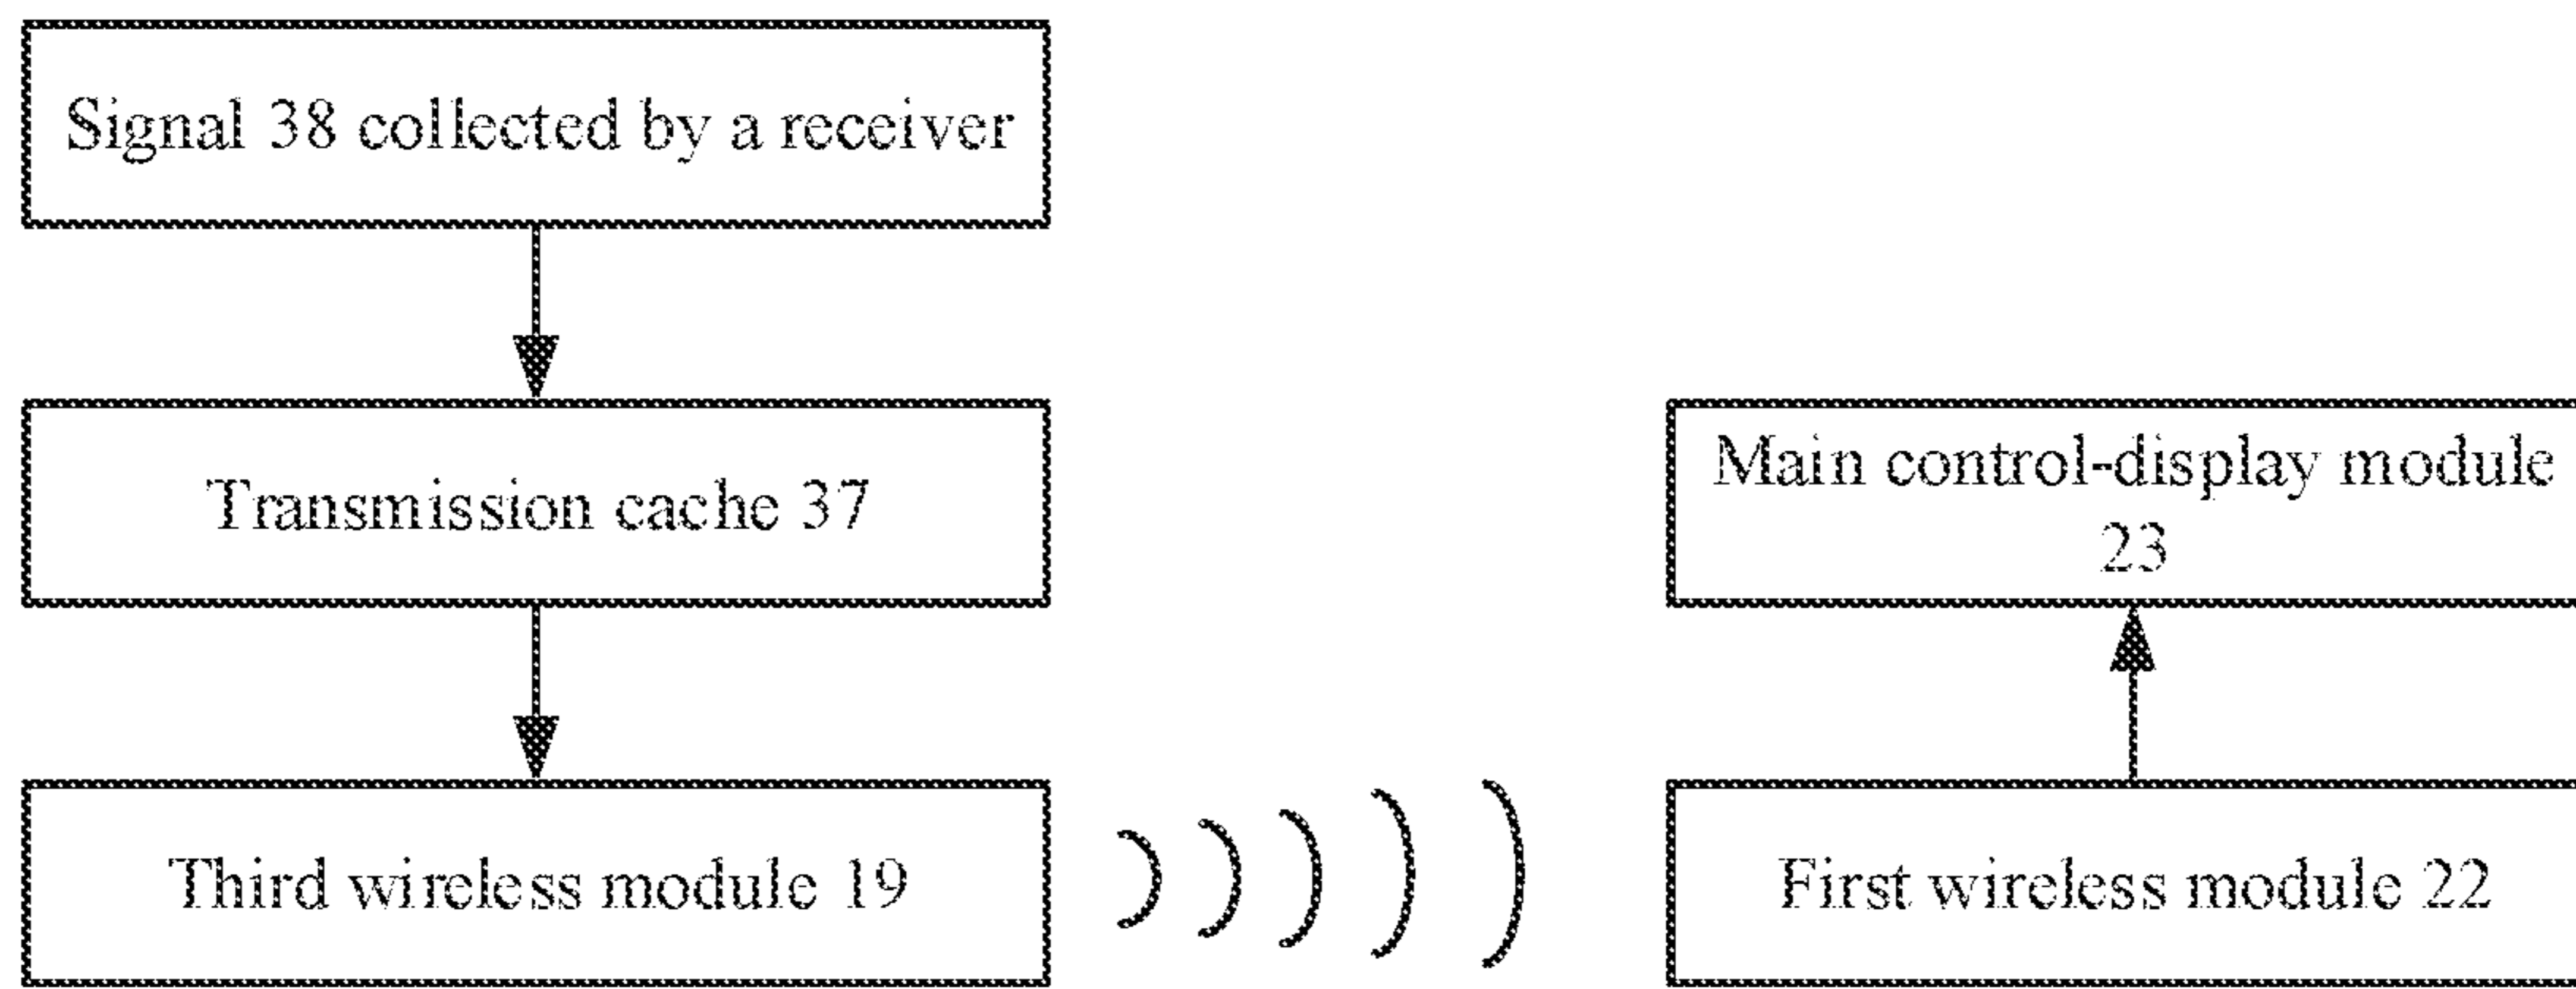 Signal 38 collected by a receiver
Transmission cache 37
Main control-display module
23
Third wireless module 19
First wireless module 22